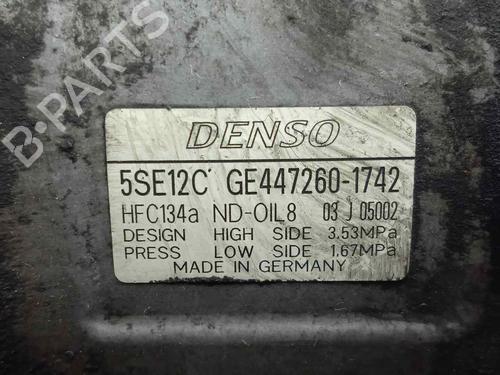 B-PARTS
DENSO
5SE12C GE447260-1742
HFC134a ND-OIL8 03 J 05002
DESIGN HIGH SIDE 3.53MPa
PRESS LOW SIDE 1.67MPa
MADE IN GERMANY